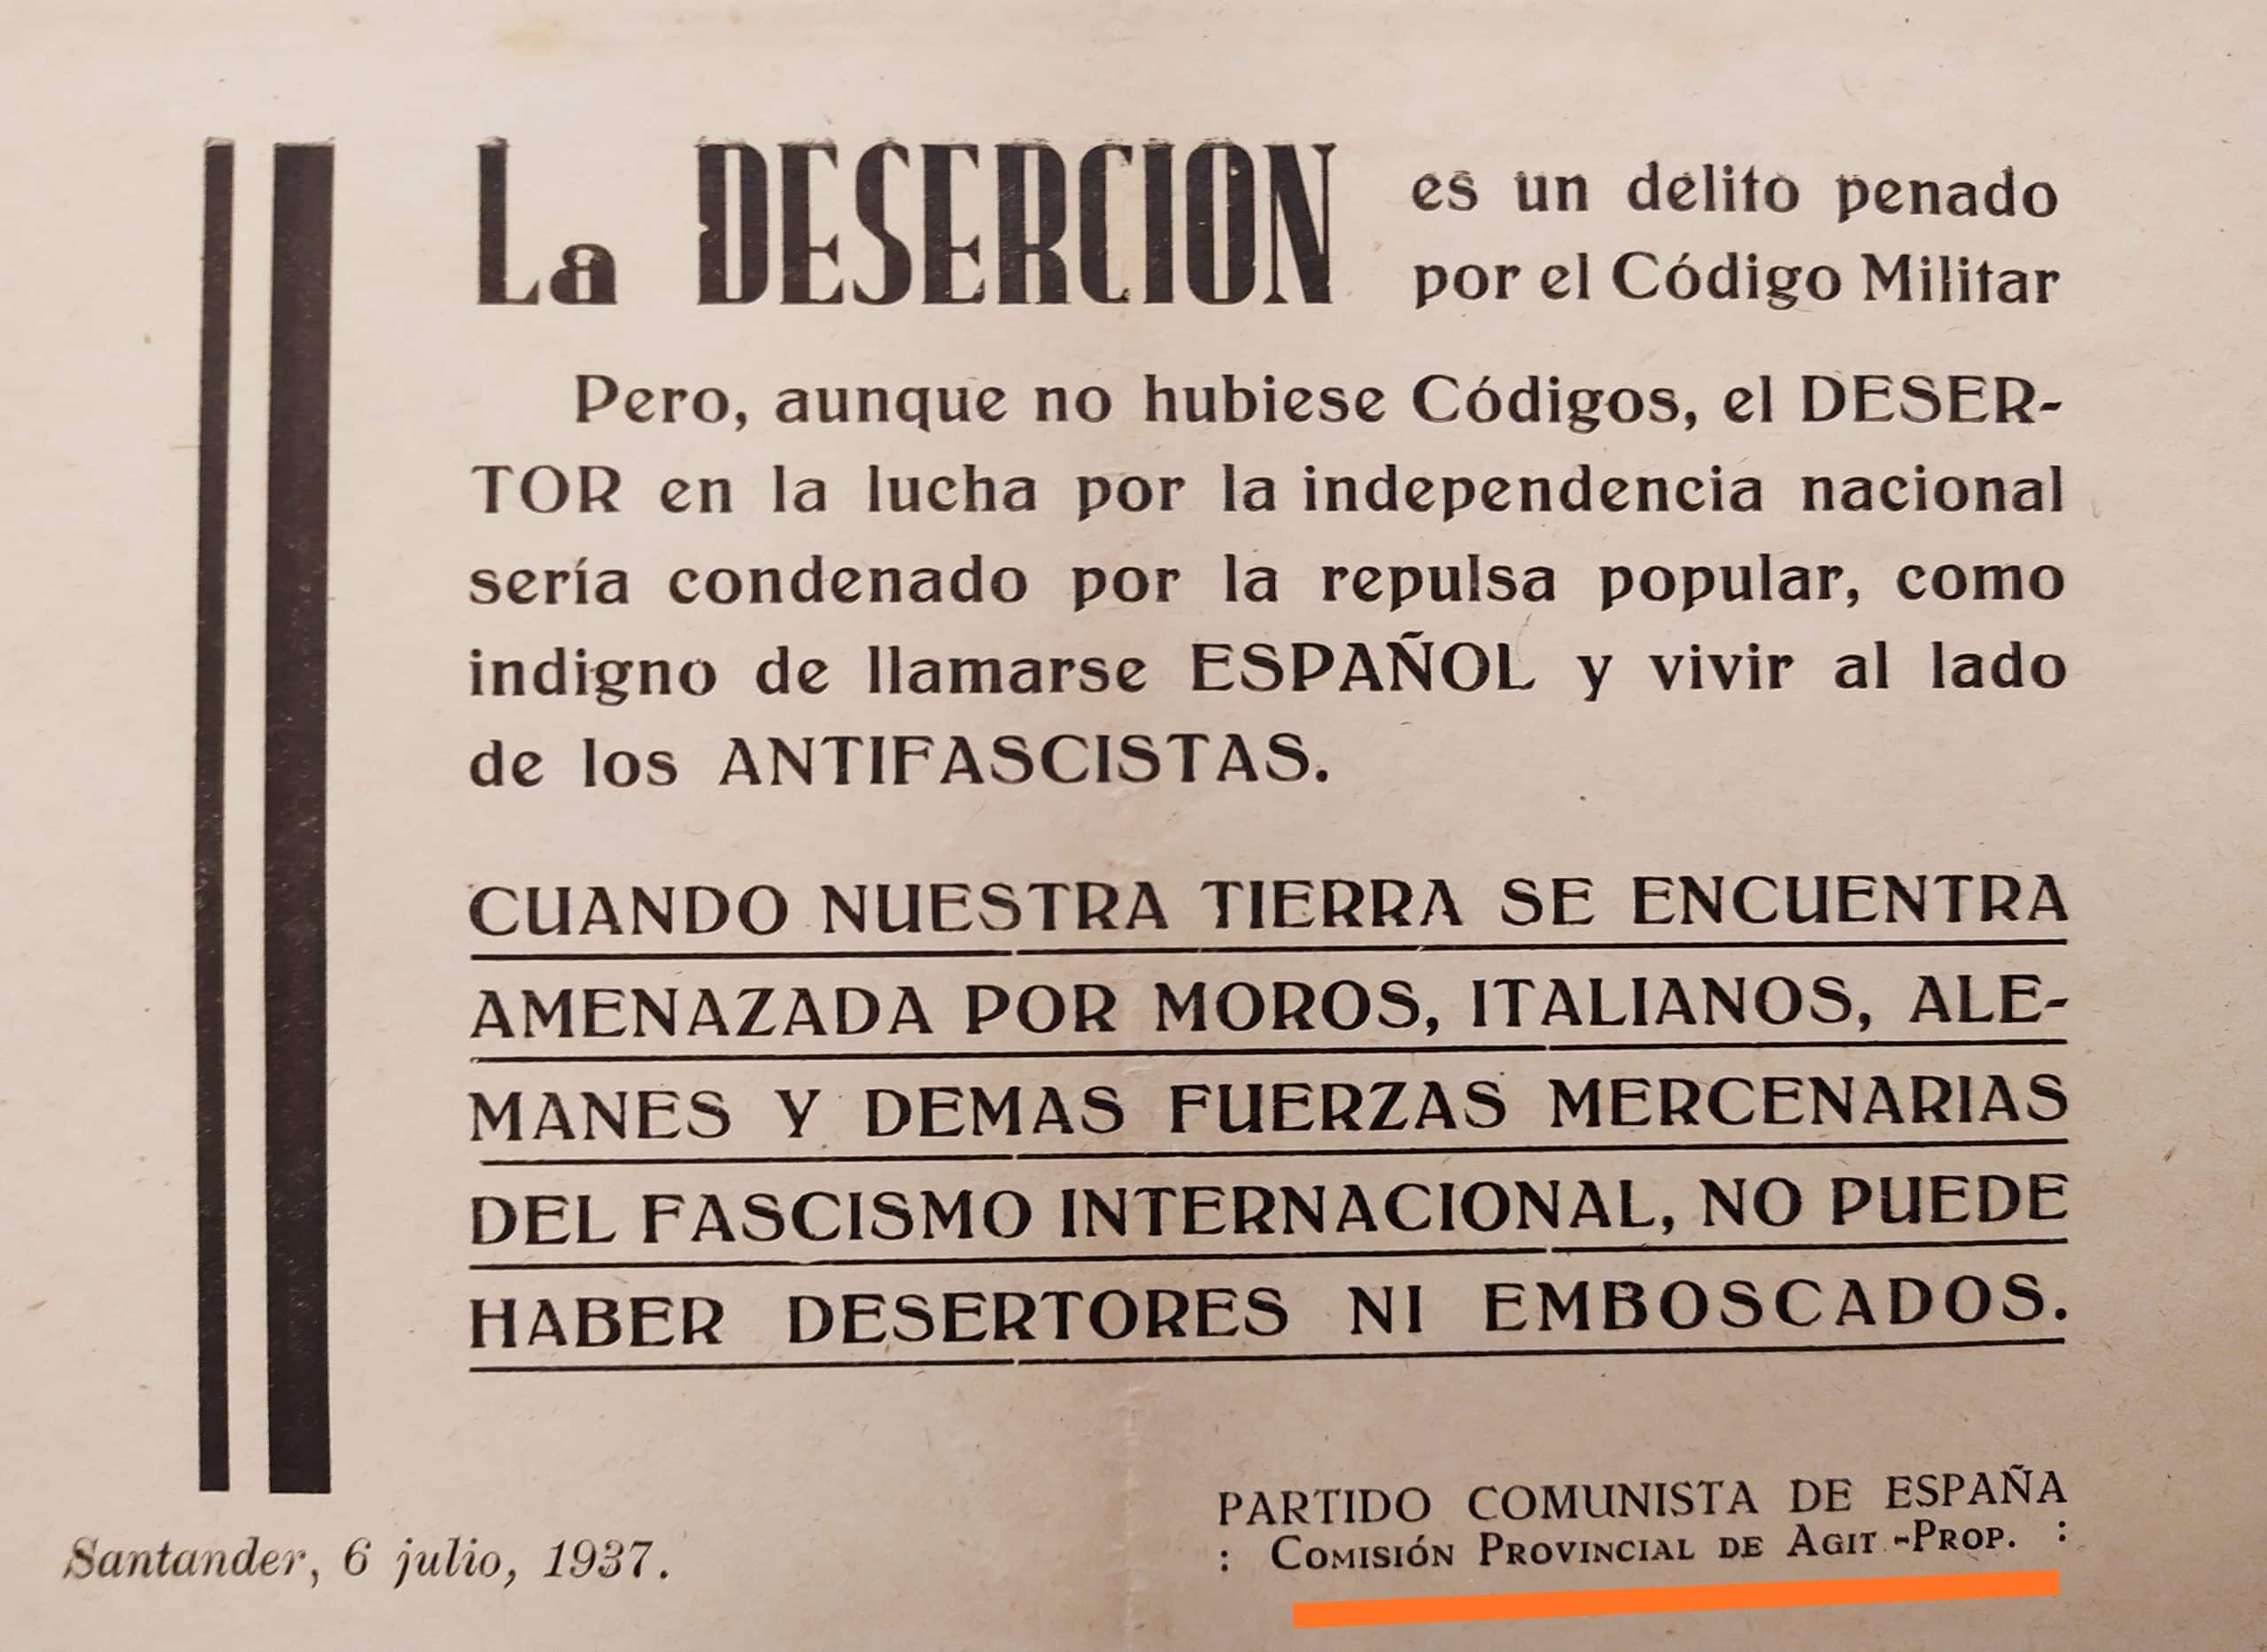 La DESERCION es un delito penado
por el Código Militar
Pero, aunque no hubiese Códigos, el DESER-
TOR en la lucha por la independencia nacional
sería condenado por la repulsa popular, como
indigno de llamarse ESPAÑOL y vivir al lado
de los ANTIFASCISTAS.
CUANDO NUESTRA TIERRA SE ENCUENTRA
AMENAZADA POR MOROS, ITALIANOS, ALE-
MANES Y DEMAS FUERZAS MERCENARIAS
DEL FASCISMO INTERNACIONAL, NO PUEDE
HABER DESERTORES NI EMBOSCADOS.
PARTIDO COMUNISTA DE ESPAÑA
: COMISIÓN PROVINCIAL DE AGIT-PROP. :
Santander, 6 julio, 1937.